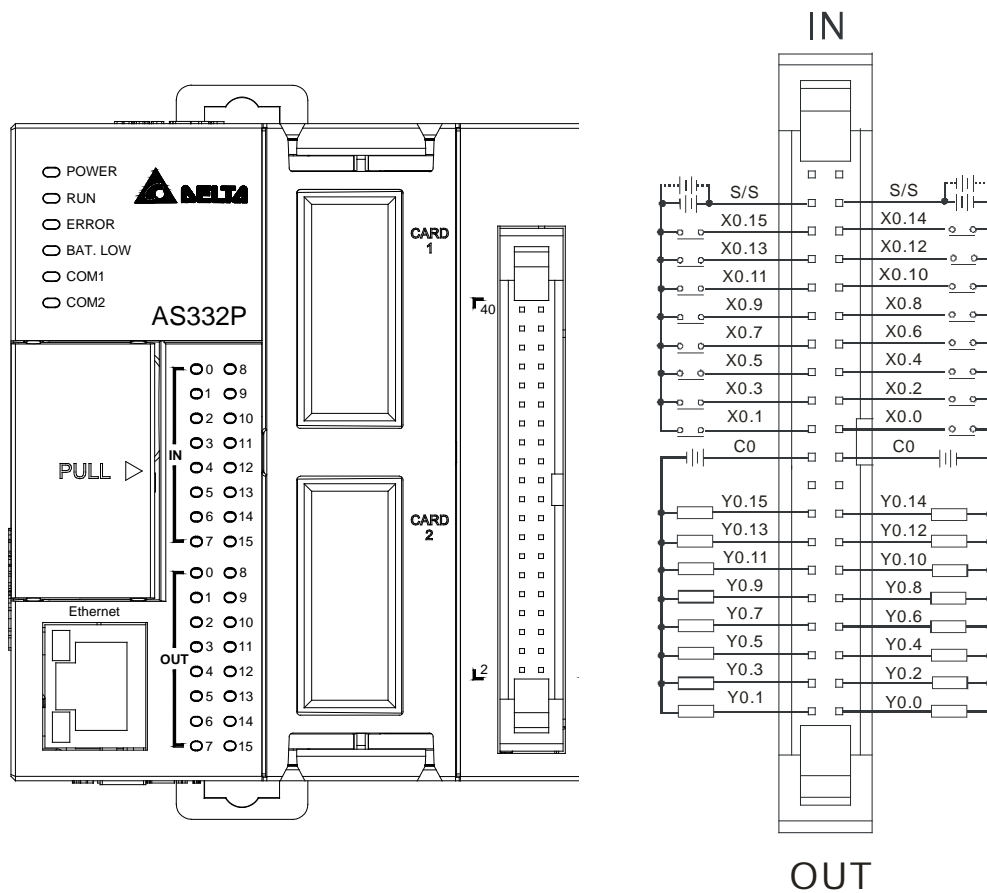 POWER
RUN
ERROR
BAT. LOW
COM1
COM2
DELTA
AS332P
PULL
IN
0 8
1 9
2 10
3 11
4 12
5 13
6 14
7 15
OUT
0 8
1 9
2 10
3 11
4 12
5 13
6 14
7 15
Ethernet
CARD
1
CARD
2
40
2
IN
S/S S/S
X0.15 X0.14
X0.13 X0.12
X0.11 X0.10
X0.9 X0.8
X0.7 X0.6
X0.5 X0.4
X0.3 X0.2
X0.1 X0.0
C0 C0
Y0.15 Y0.14
Y0.13 Y0.12
Y0.11 Y0.10
Y0.9 Y0.8
Y0.7 Y0.6
Y0.5 Y0.4
Y0.3 Y0.2
Y0.1 Y0.0
OUT